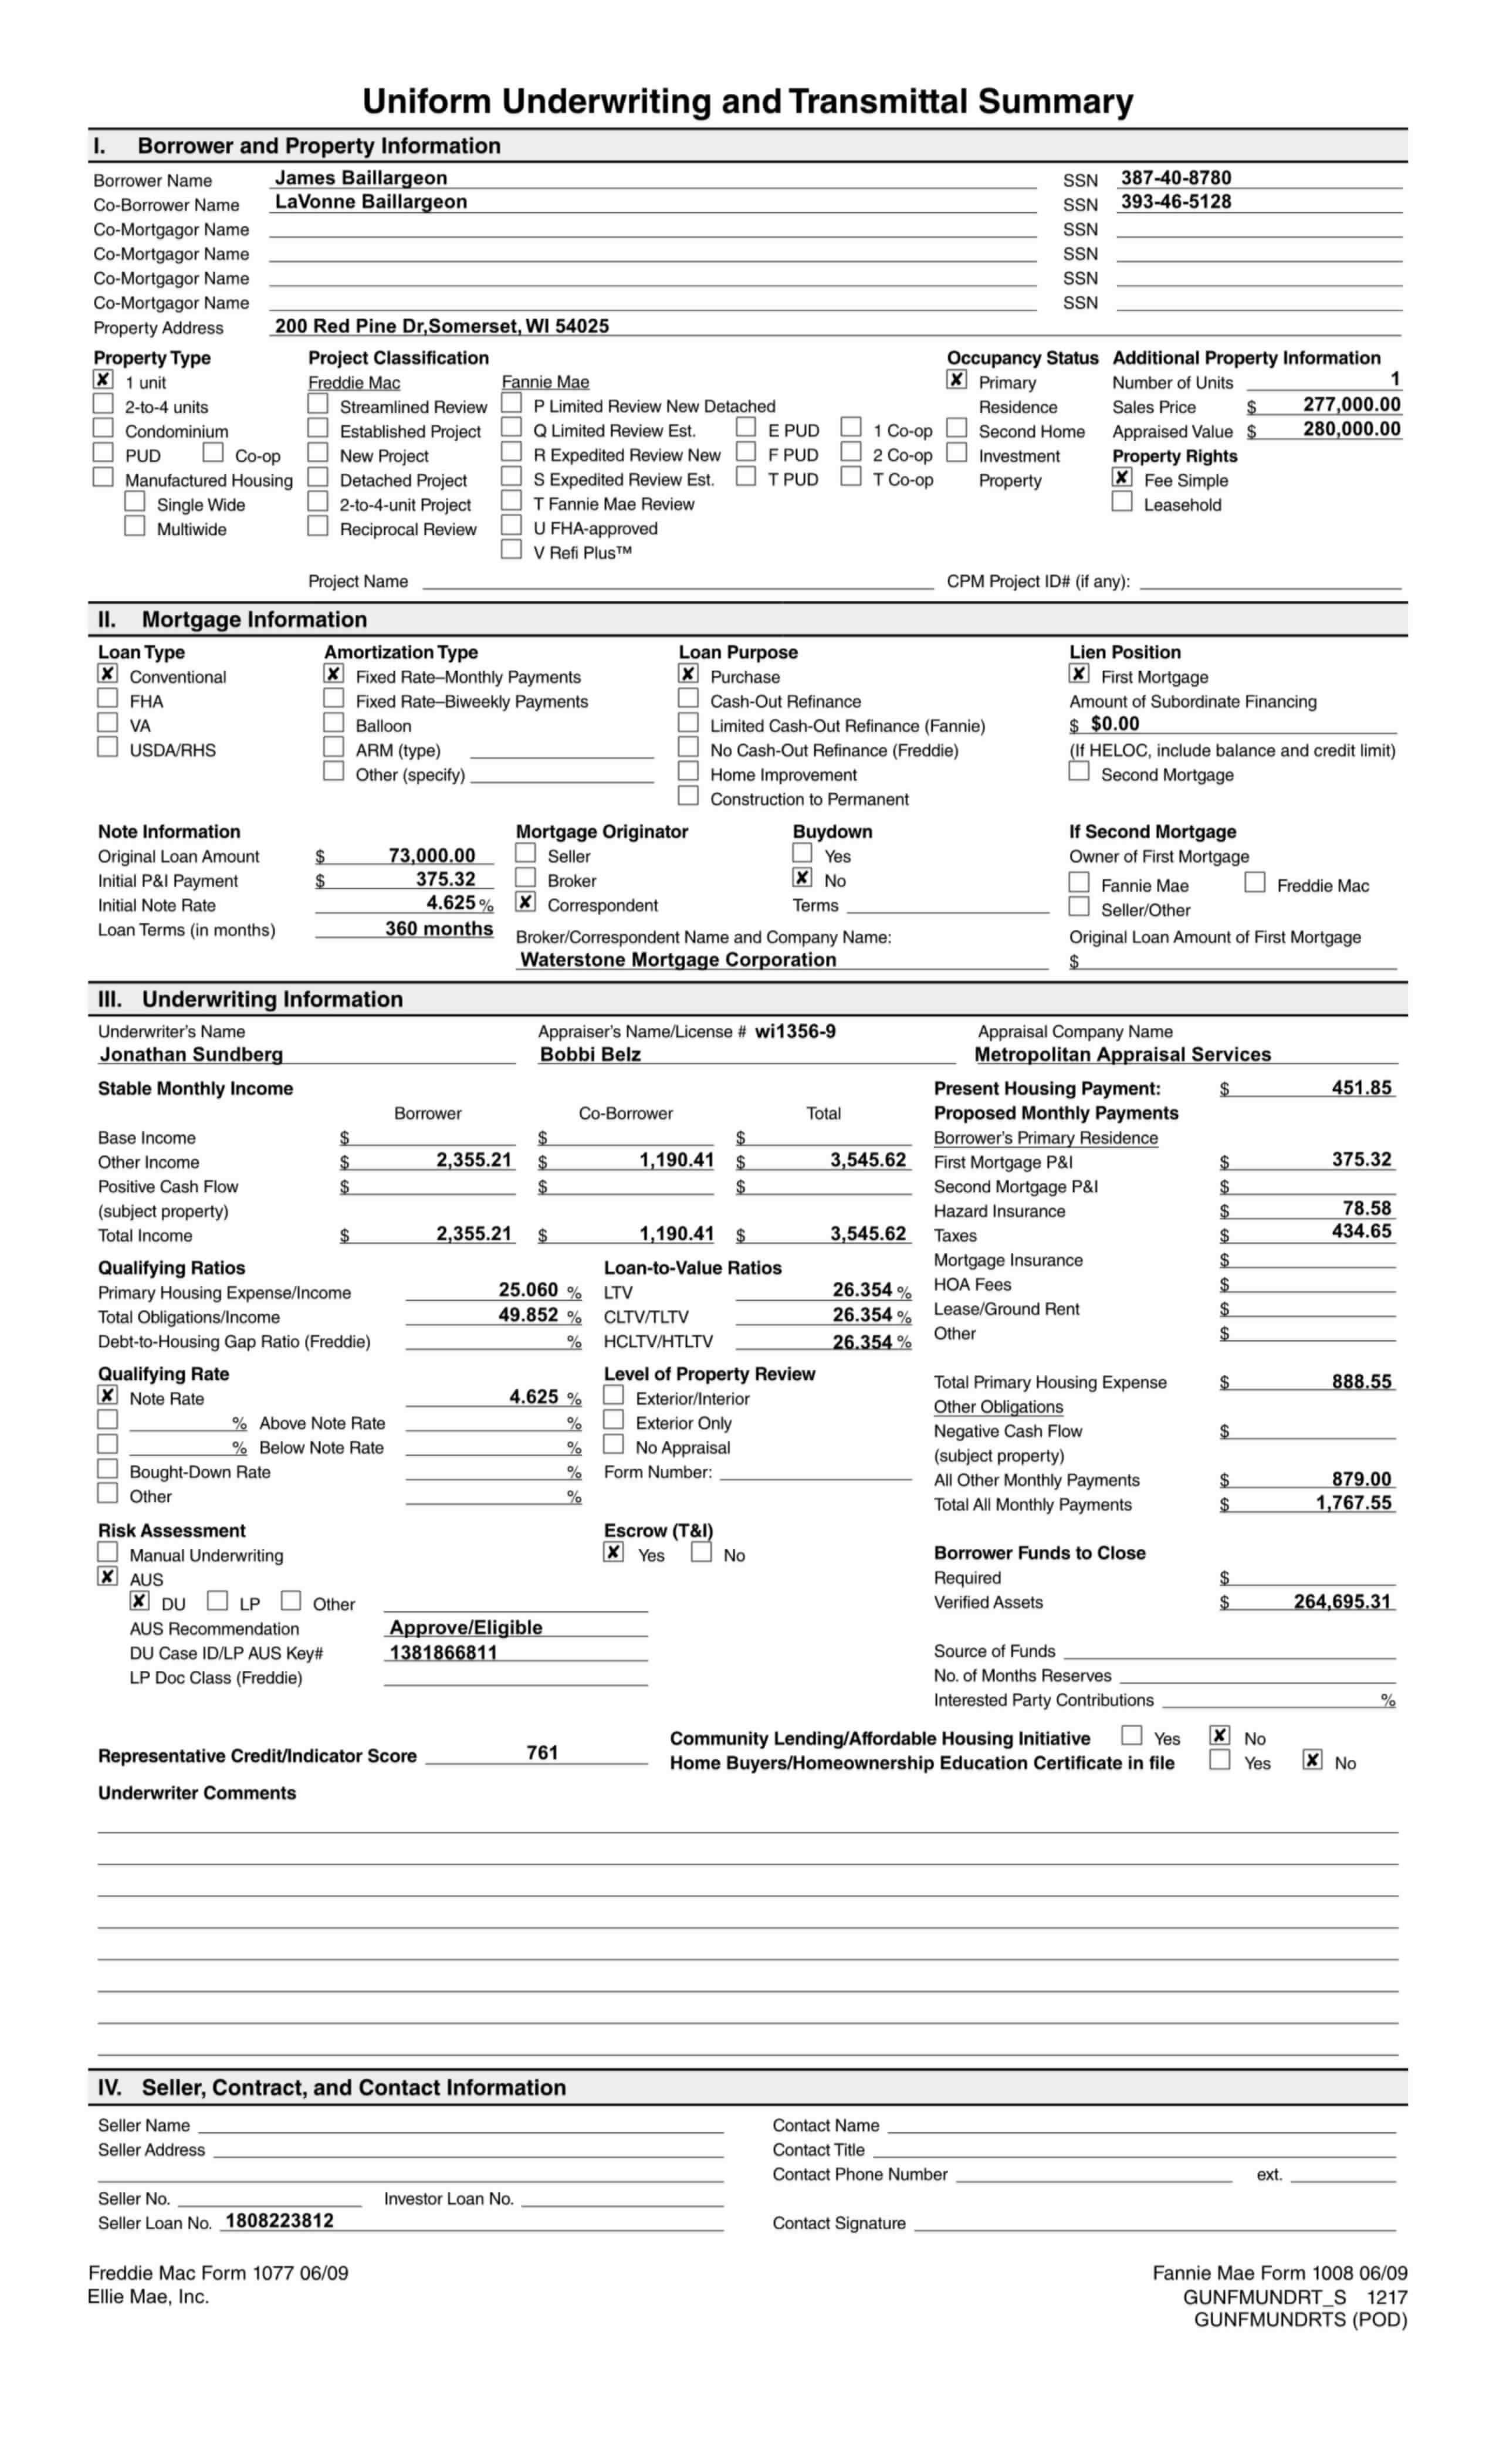 Uniform Underwriting and Transmittal Summary
I. Borrower and Property Information
Borrower Name James Baillargeon SSN 387-40-8780
Co-Borrower Name LaVonne Baillargeon SSN 393-46-5128
Co-Mortgagor Name SSN
Co-Mortgagor Name SSN
Co-Mortgagor Name SSN
Co-Mortgagor Name SSN
Property Address 200 Red Pine Dr,Somerset, WI 54025
Property Type Project Classification Occupancy Status Additional Property Information
✘ 1 unit Freddie Mac Fannie Mae ✘ Primary Number of Units 1
2-to-4 units Streamlined Review P Limited Review New Detached Residence Sales Price $ 277,000.00
Condominium Established Project Q Limited Review Est. E PUD 1 Co-op Second Home Appraised Value $ 280,000.00
PUD Co-op New Project R Expedited Review New F PUD 2 Co-op Investment Property Rights
Manufactured Housing Detached Project S Expedited Review Est. T PUD T Co-op Property ✘ Fee Simple
Single Wide 2-to-4-unit Project T Fannie Mae Review Leasehold
Multiwide Reciprocal Review U FHA-approved
V Refi Plus™
Project Name CPM Project ID# (if any):
II. Mortgage Information
Loan Type Amortization Type Loan Purpose Lien Position
✘ Conventional ✘ Fixed Rate–Monthly Payments ✘ Purchase ✘ First Mortgage
FHA Fixed Rate–Biweekly Payments Cash-Out Refinance Amount of Subordinate Financing
VA Balloon Limited Cash-Out Refinance (Fannie) $ $0.00
USDA/RHS ARM (type) No Cash-Out Refinance (Freddie) (If HELOC, include balance and credit limit)
Other (specify) Home Improvement Second Mortgage
Construction to Permanent
Note Information Mortgage Originator Buydown If Second Mortgage
Original Loan Amount $ 73,000.00 Seller Yes Owner of First Mortgage
Initial P&I Payment $ 375.32 Broker ✘ No Fannie Mae Freddie Mac
Initial Note Rate 4.625 % ✘ Correspondent Terms Seller/Other
Loan Terms (in months) 360 months Broker/Correspondent Name and Company Name: Original Loan Amount of First Mortgage
Waterstone Mortgage Corporation $
III. Underwriting Information
Underwriter's Name Appraiser's Name/License # wi1356-9 Appraisal Company Name
Jonathan Sundberg Bobbi Belz Metropolitan Appraisal Services
Stable Monthly Income Present Housing Payment: $ 451.85
Borrower Co-Borrower Total Proposed Monthly Payments
Base Income $ $ $ Borrower's Primary Residence
Other Income $ 2,355.21 $ 1,190.41 $ 3,545.62 First Mortgage P&I $ 375.32
Positive Cash Flow $ $ $ Second Mortgage P&I $
(subject property) Hazard Insurance $ 78.58
Total Income $ 2,355.21 $ 1,190.41 $ 3,545.62 Taxes $ 434.65
Qualifying Ratios Loan-to-Value Ratios Mortgage Insurance $
Primary Housing Expense/Income 25.060 % LTV 26.354 % HOA Fees $
Total Obligations/Income 49.852 % CLTV/TLTV 26.354 % Lease/Ground Rent $
Debt-to-Housing Gap Ratio (Freddie) % HCLTV/HTLTV 26.354 % Other $
Qualifying Rate Level of Property Review Total Primary Housing Expense $ 888.55
✘ Note Rate 4.625 % Exterior/Interior Other Obligations
% Above Note Rate % Exterior Only Negative Cash Flow $
% Below Note Rate % No Appraisal (subject property)
Bought-Down Rate % Form Number: All Other Monthly Payments $ 879.00
Other % Total All Monthly Payments $ 1,767.55
Risk Assessment Escrow (T&I)
Manual Underwriting ✘ Yes No Borrower Funds to Close
✘ AUS Required $
✘ DU LP Other Verified Assets $ 264,695.31
AUS Recommendation Approve/Eligible
DU Case ID/LP AUS Key# 1381866811 Source of Funds
LP Doc Class (Freddie) No. of Months Reserves
Interested Party Contributions %
Community Lending/Affordable Housing Initiative Yes ✘ No
Representative Credit/Indicator Score 761 Home Buyers/Homeownership Education Certificate in file Yes ✘ No
Underwriter Comments
IV. Seller, Contract, and Contact Information
Seller Name Contact Name
Seller Address Contact Title
Contact Phone Number ext.
Seller No. Investor Loan No.
Seller Loan No. 1808223812 Contact Signature
Freddie Mac Form 1077 06/09 Fannie Mae Form 1008 06/09
Ellie Mae, Inc. GUNFMUNDRT_S 1217
GUNFMUNDRTS (POD)